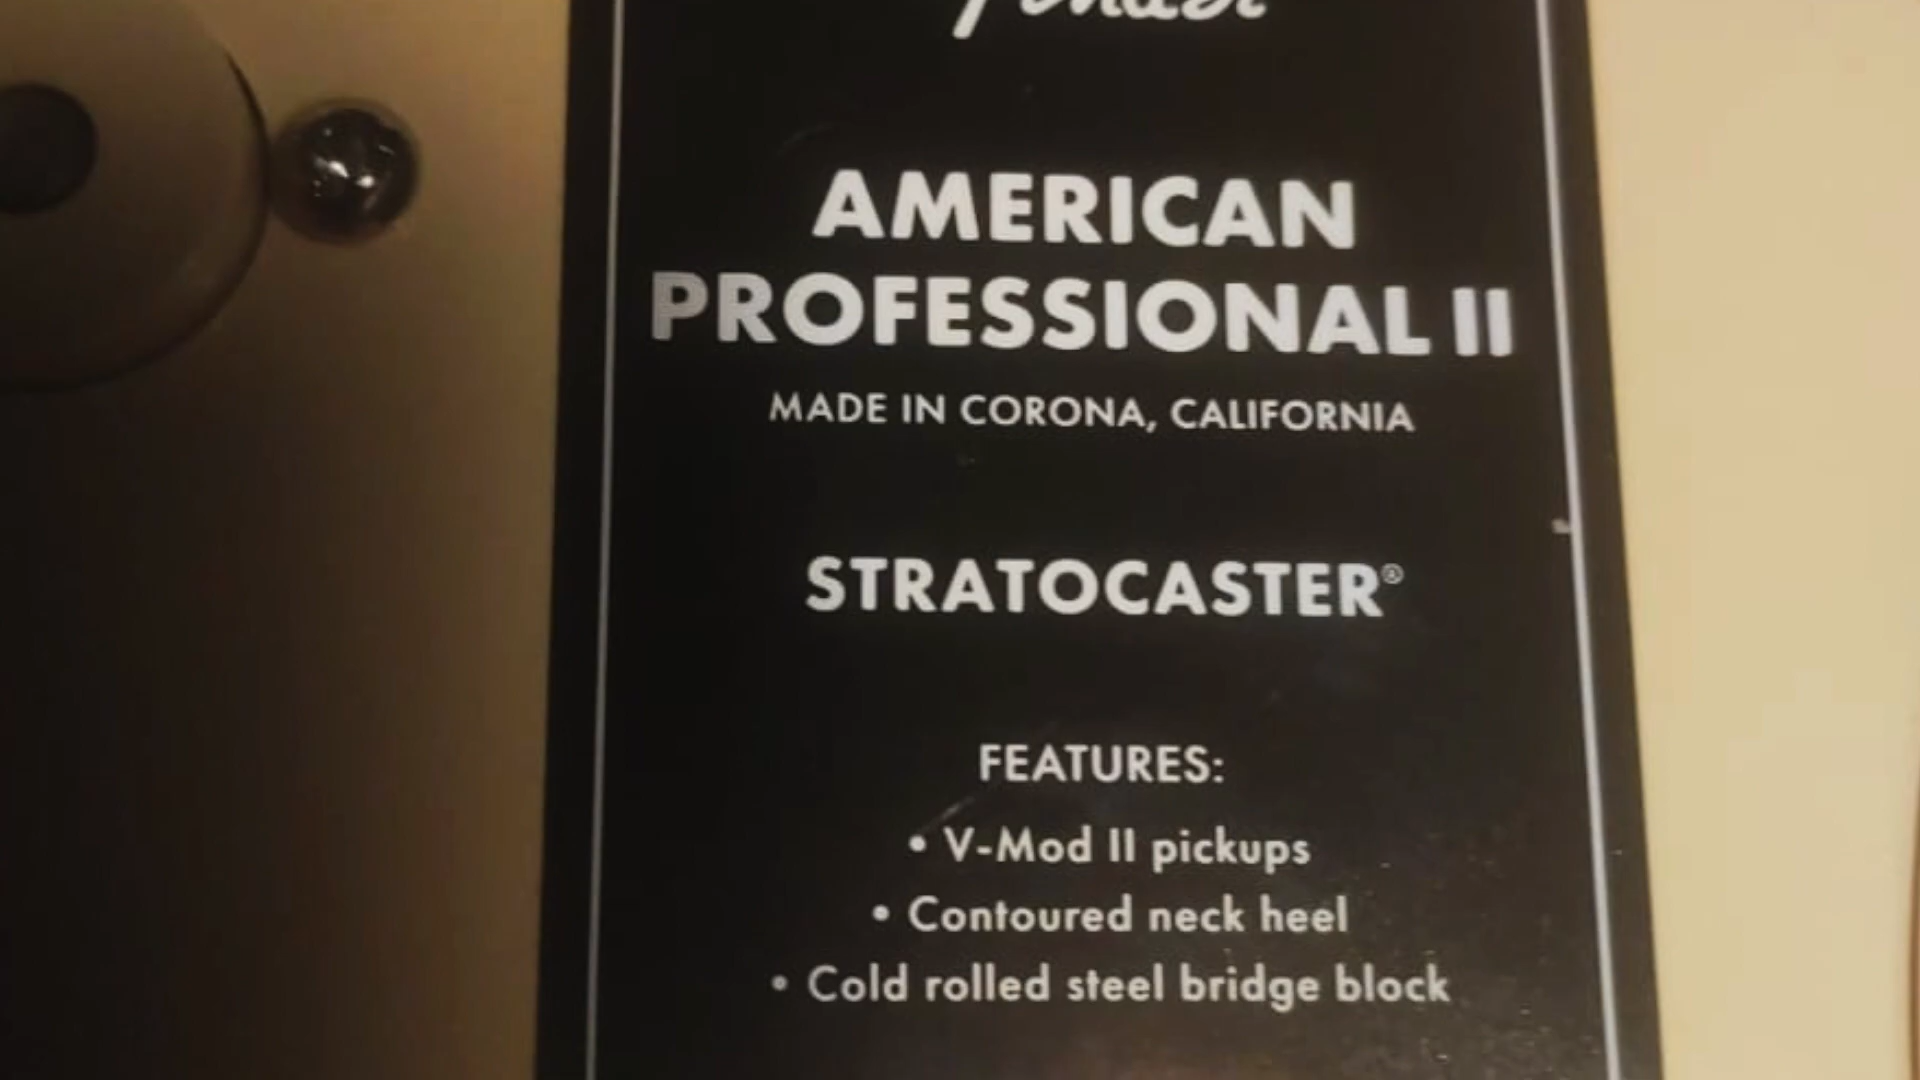 Fender
AMERICAN
PROFESSIONAL II
MADE IN CORONA, CALIFORNIA
STRATOCASTER®
FEATURES:
• V-Mod II pickups
• Contoured neck heel
• Cold rolled steel bridge block